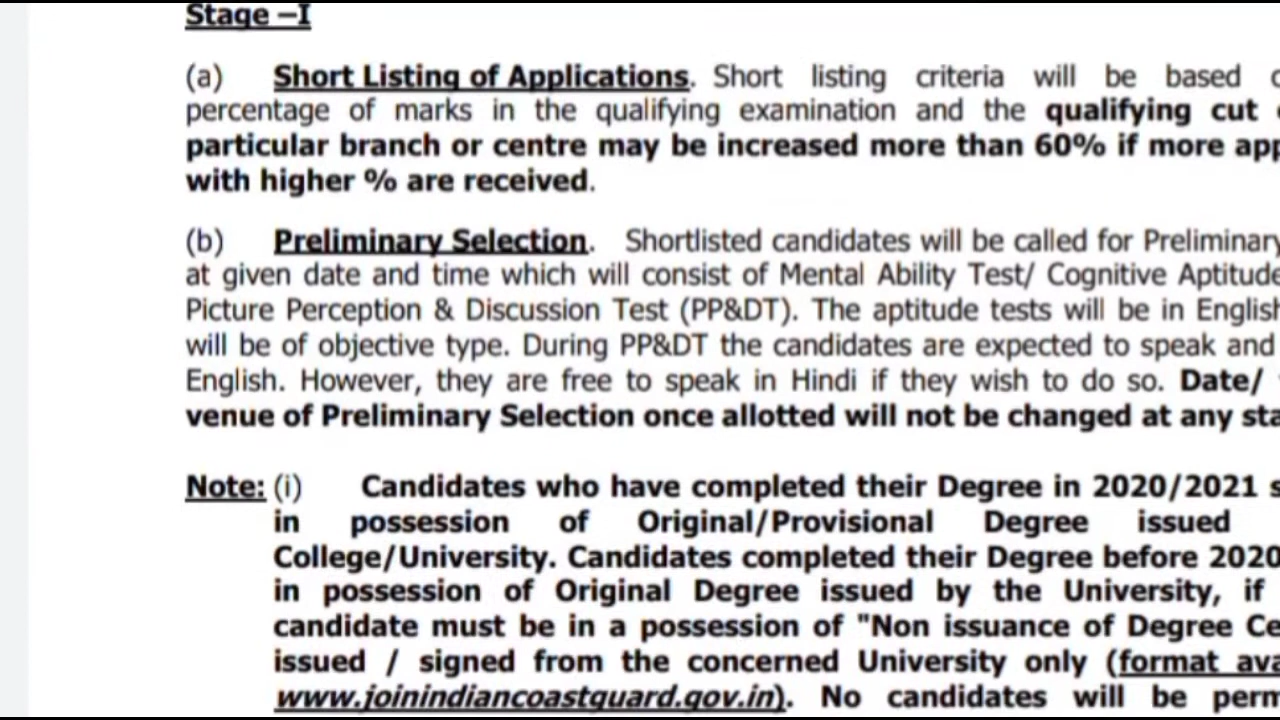 Stage –I
(a) Short Listing of Applications. Short listing criteria will be based
percentage of marks in the qualifying examination and the qualifying cut
particular branch or centre may be increased more than 60% if more app
with higher % are received.
(b) Preliminary Selection. Shortlisted candidates will be called for Preliminary
at given date and time which will consist of Mental Ability Test/ Cognitive Aptitude
Picture Perception & Discussion Test (PP&DT). The aptitude tests will be in English
will be of objective type. During PP&DT the candidates are expected to speak and
English. However, they are free to speak in Hindi if they wish to do so. Date/
venue of Preliminary Selection once allotted will not be changed at any sta
Note: (i) Candidates who have completed their Degree in 2020/2021 s
in possession of Original/Provisional Degree issued
College/University. Candidates completed their Degree before 2020
in possession of Original Degree issued by the University, if
candidate must be in a possession of "Non issuance of Degree Ce
issued / signed from the concerned University only (format ava
www.joinindiancoastguard.gov.in). No candidates will be perm